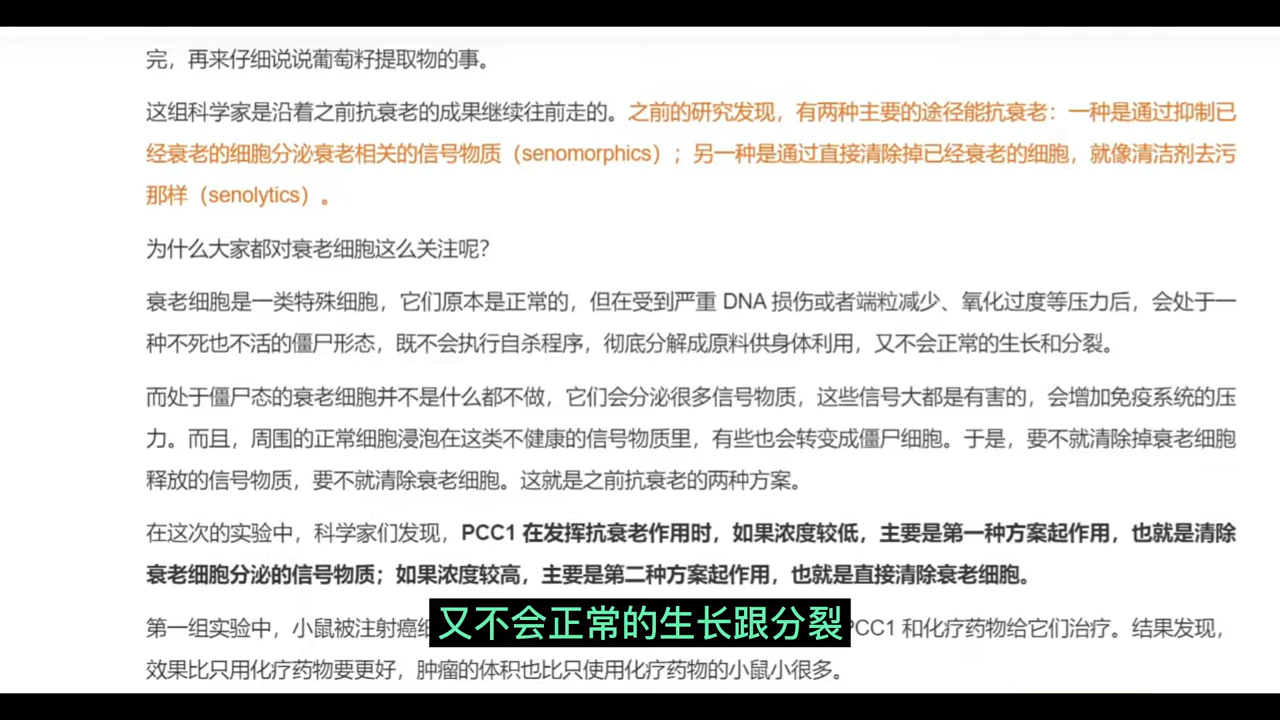 完，再来仔细说说葡萄籽提取物的事。
这组科学家是沿着之前抗衰老的成果继续往前走的。之前的研究发现，有两种主要的途径能抗衰老：一种是通过抑制已
经衰老的细胞分泌衰老相关的信号物质（senomorphics）；另一种是通过直接清除掉已经衰老的细胞，就像清洁剂去污
那样（senolytics）。
为什么大家都对衰老细胞这么关注呢？
衰老细胞是一类特殊细胞，它们原本是正常的，但在受到严重 DNA 损伤或者端粒减少、氧化过度等压力后，会处于一
种不死也不活的僵尸形态，既不会执行自杀程序，彻底分解成原料供身体利用，又不会正常的生长和分裂。
而处于僵尸态的衰老细胞并不是什么都不做，它们会分泌很多信号物质，这些信号大都是有害的，会增加免疫系统的压
力。而且，周围的正常细胞浸泡在这类不健康的信号物质里，有些也会转变成僵尸细胞。于是，要不就清除掉衰老细胞
释放的信号物质，要不就清除衰老细胞。这就是之前抗衰老的两种方案。
在这次的实验中，科学家们发现，PCC1 在发挥抗衰老作用时，如果浓度较低，主要是第一种方案起作用，也就是清除
衰老细胞分泌的信号物质；如果浓度较高，主要是第二种方案起作用，也就是直接清除衰老细胞。
第一组实验中，小鼠被注射癌 PCC1 和化疗药物给它们治疗。结果发现，
又不会正常的生长跟分裂
效果比只用化疗药物要更好，肿瘤的体积也比只使用化疗药物的小鼠小很多。